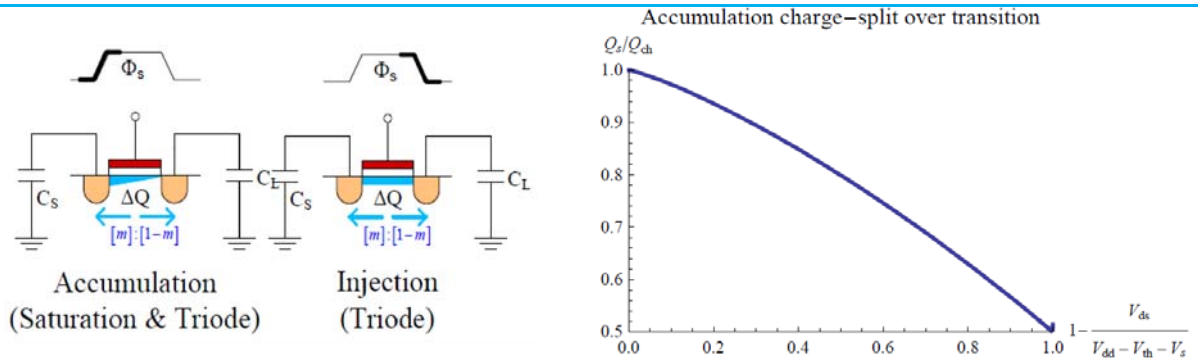 Φs
CS
CL
ΔQ
[m]:[1−m]
Accumulation
(Saturation & Triode)
Φs
CS
CL
ΔQ
[m]:[1−m]
Injection
(Triode)
Accumulation charge−split over transition
Qs/Qch
1.0
0.9
0.8
0.7
0.6
0.5
0.0 0.2 0.4 0.6 0.8 1.0
1− Vds
Vdd−Vth−Vs